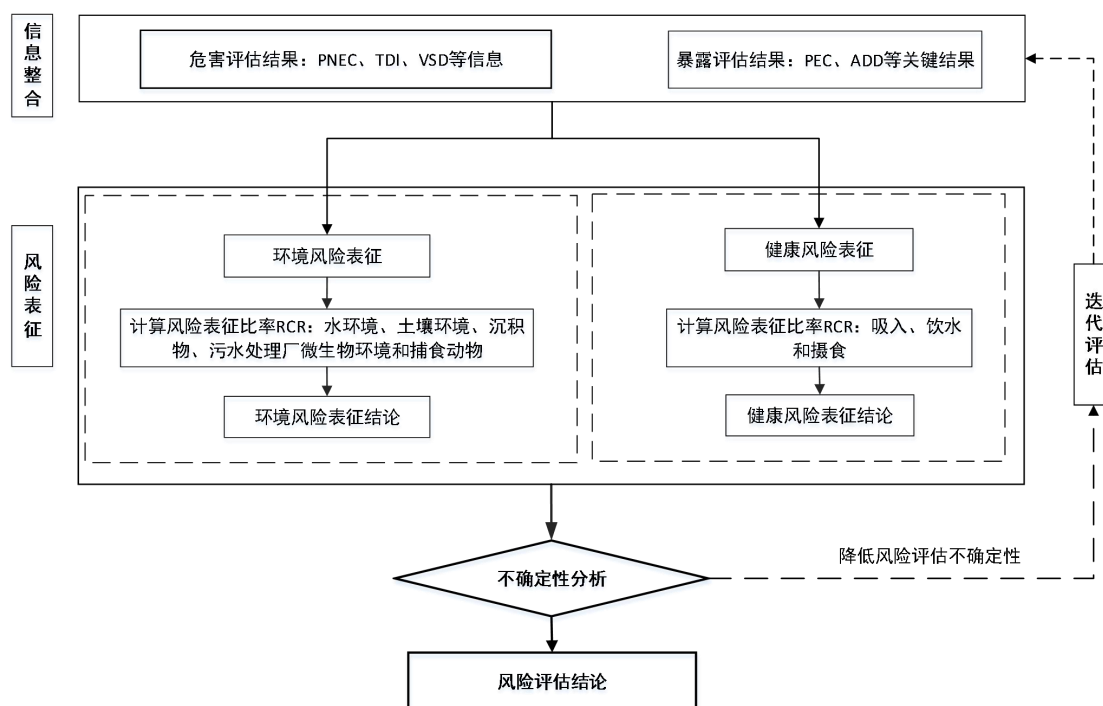 信息整合
危害评估结果：PNEC、TDI、VSD等信息
暴露评估结果：PEC、ADD等关键结果
风险表征
环境风险表征
健康风险表征
计算风险表征比率RCR：水环境、土壤环境、沉积
物、污水处理厂微生物环境和捕食动物
计算风险表征比率RCR：吸入、饮水
和摄食
环境风险表征结论
健康风险表征结论
迭代评估
不确定性分析
降低风险评估不确定性
风险评估结论